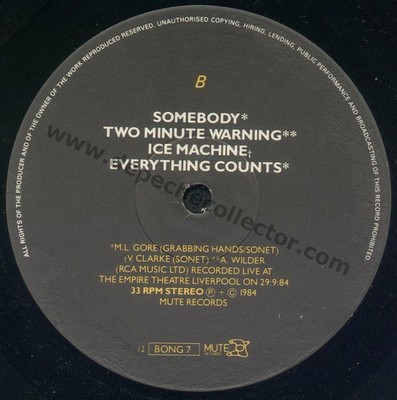 ALL RIGHTS OF THE PRODUCER AND OF THE OWNER OF THE WORK REPRODUCED RESERVED. UNAUTHORISED COPYING, HIRING, LENDING, PUBLIC PERFORMANCE AND BROADCASTING OF THIS RECORD PROHIBITED.
B
SOMEBODY*
TWO MINUTE WARNING**
ICE MACHINE†
EVERYTHING COUNTS*
www.depechecollector.com
*M.L. GORE (GRABBING HANDS/SONET)
†V. CLARKE (SONET) **A. WILDER
(RCA MUSIC LTD) RECORDED LIVE AT
THE EMPIRE THEATRE LIVERPOOL ON 29:9:84
33 RPM STEREO Ⓟ + © 1984
MUTE RECORDS
12 BONG 7 MUTE